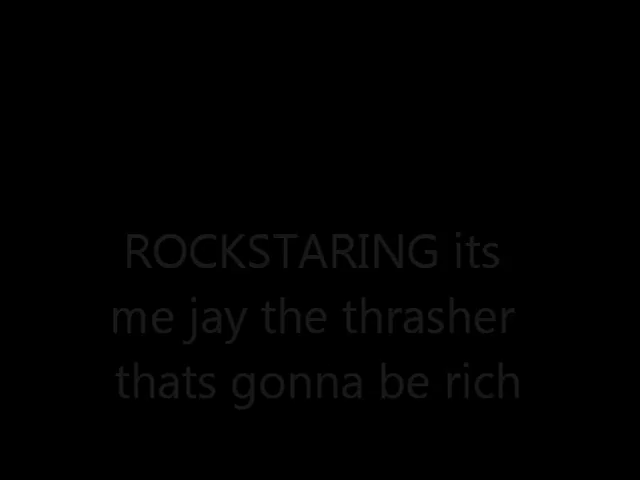 ROCKSTARING its
me jay the thrasher
thats gonna be rich